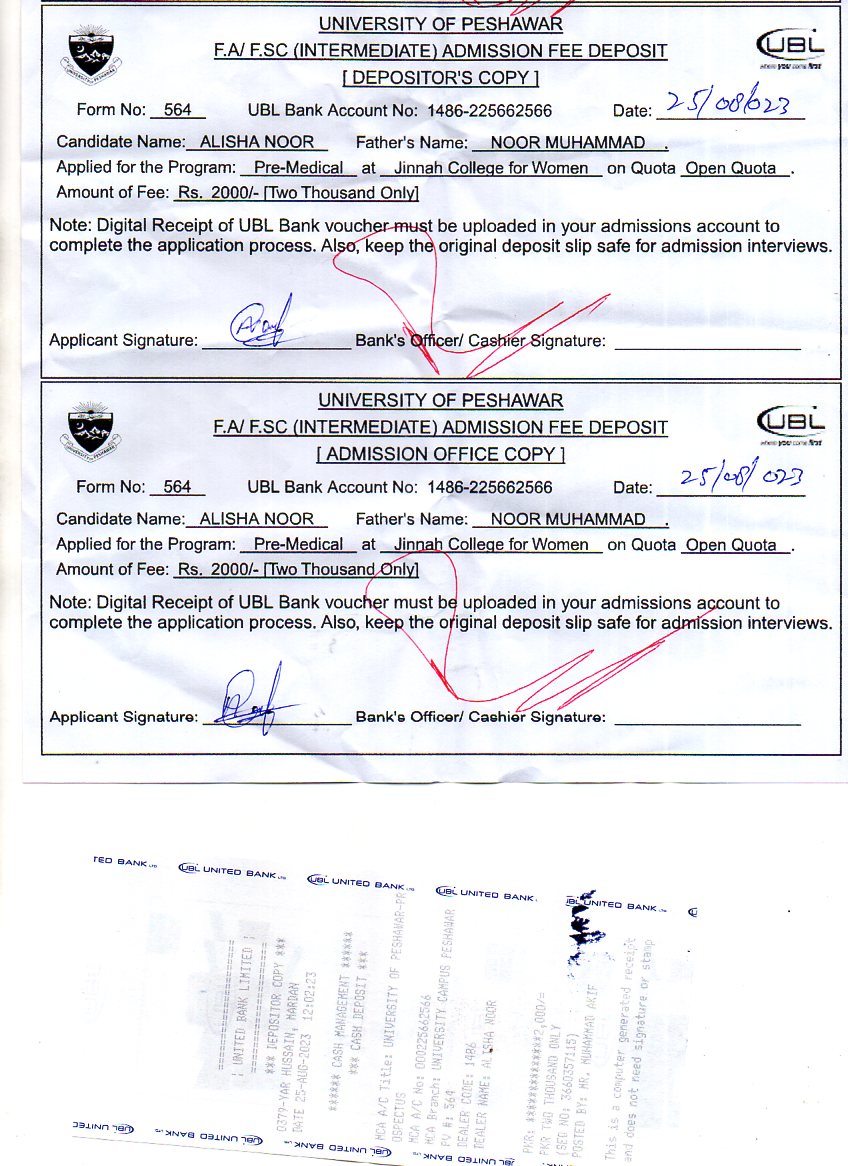 UNIVERSITY OF PESHAWAR
F.A/ F.SC (INTERMEDIATE) ADMISSION FEE DEPOSIT
[ DEPOSITOR'S COPY ]
UBL
where you come first
Form No: 564 UBL Bank Account No: 1486-225662566 Date: 25/08/023
Candidate Name: ALISHA NOOR Father's Name: NOOR MUHAMMAD .
Applied for the Program: Pre-Medical at Jinnah College for Women on Quota Open Quota .
Amount of Fee: Rs. 2000/- [Two Thousand Only]
Note: Digital Receipt of UBL Bank voucher must be uploaded in your admissions account to
complete the application process. Also, keep the original deposit slip safe for admission interviews.
Applicant Signature: Bank's Officer/ Cashier Signature:
UNIVERSITY OF PESHAWAR
F.A/ F.SC (INTERMEDIATE) ADMISSION FEE DEPOSIT
[ ADMISSION OFFICE COPY ]
UBL
where you come first
Form No: 564 UBL Bank Account No: 1486-225662566 Date: 25/08/023
Candidate Name: ALISHA NOOR Father's Name: NOOR MUHAMMAD .
Applied for the Program: Pre-Medical at Jinnah College for Women on Quota Open Quota .
Amount of Fee: Rs. 2000/- [Two Thousand Only]
Note: Digital Receipt of UBL Bank voucher must be uploaded in your admissions account to
complete the application process. Also, keep the original deposit slip safe for admission interviews.
Applicant Signature: Bank's Officer/ Cashier Signature:
TED BANK LTD UBL UNITED BANK LTD UBL UNITED BANK LTD UBL UNITED BANK UBL UNITED BANK LTD
[ UNITED BANK LIMITED ]
*** DEPOSITOR COPY ***
0379-YAR HUSSAIN, MARDAN
DATE 25-AUG-2023 12:02:23
****** CASH MANAGEMENT ******
*** CASH DEPOSIT ***
MCA A/C Title: UNIVERSITY OF PESHAWAR-PR
OSPECTUS
MCA A/C No: 000225662566
MCA Branch: UNIVERSITY CAMPUS PESHAWAR
PV #: 564
DEALER CODE: 1486
DEALER NAME: ALISHA NOOR
PKR: ****************2,000/=
PKR TWO THOUSAND ONLY
(SEQ NO: 3660357115)
POSTED BY: MR. MUHAMMAD AKIF
This is a computer generated receipt
and does not need signature or stamp
UBL UNITED UBL UNITED BANK LTD UBL UNITED BANK LTD UBL UNITED BANK LTD UBL UNITED BANK LTD UBL UNITED BANK